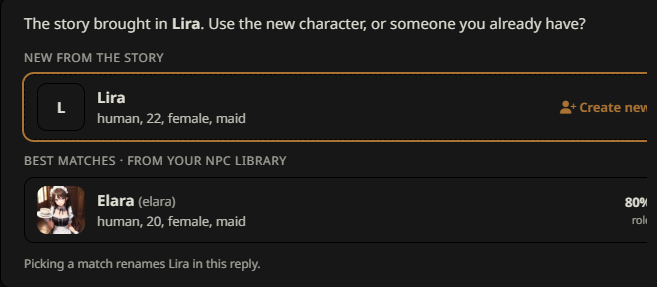 The story brought in Lira. Use the new character, or someone you already have?
NEW FROM THE STORY
L
Lira
human, 22, female, maid
Create new
BEST MATCHES · FROM YOUR NPC LIBRARY
Elara (elara)
80%
human, 20, female, maid
Picking a match renames Lira in this reply.